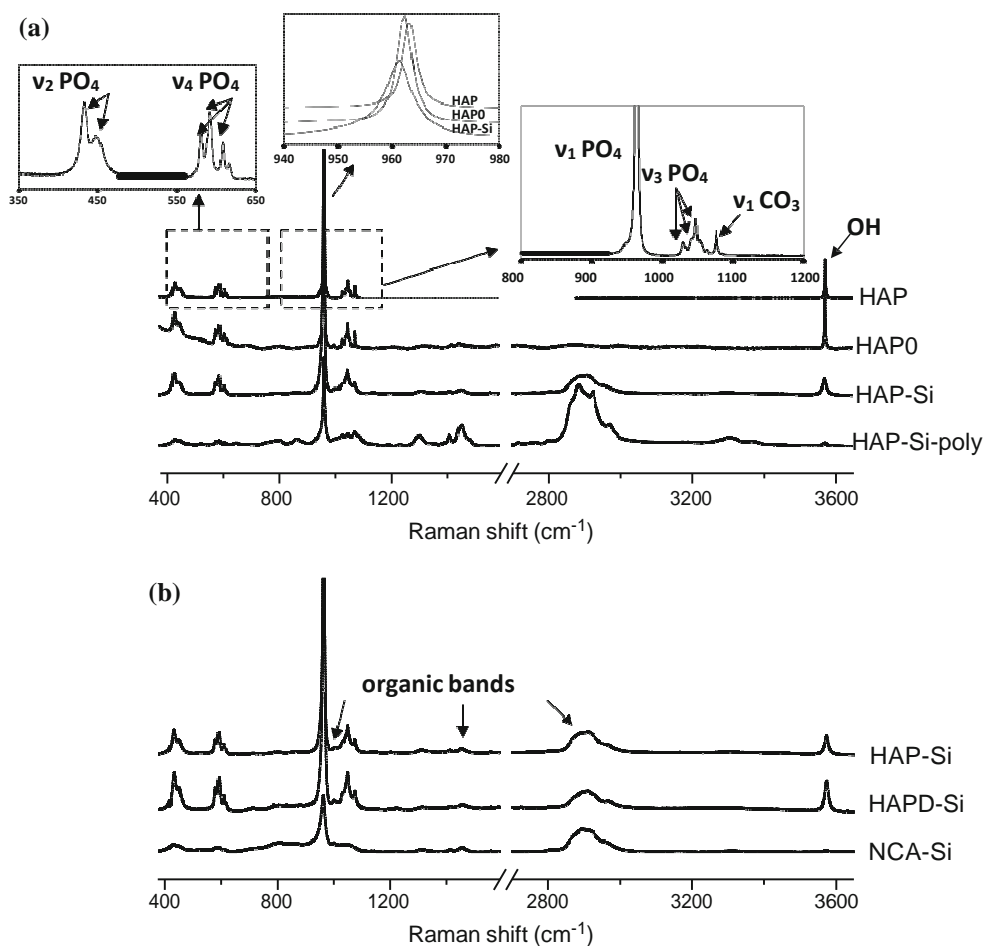 (a)
ν2 PO4
ν4 PO4
350 450 550 650
HAP
HAP0
HAP-Si
940 950 960 970 980
ν1 PO4
ν3 PO4
ν1 CO3
800 900 1000 1100 1200
OH
HAP
HAP0
HAP-Si
HAP-Si-poly
400 800 1200 2800 3200 3600
Raman shift (cm-1)
(b)
organic bands
HAP-Si
HAPD-Si
NCA-Si
400 800 1200 2800 3200 3600
Raman shift (cm-1)